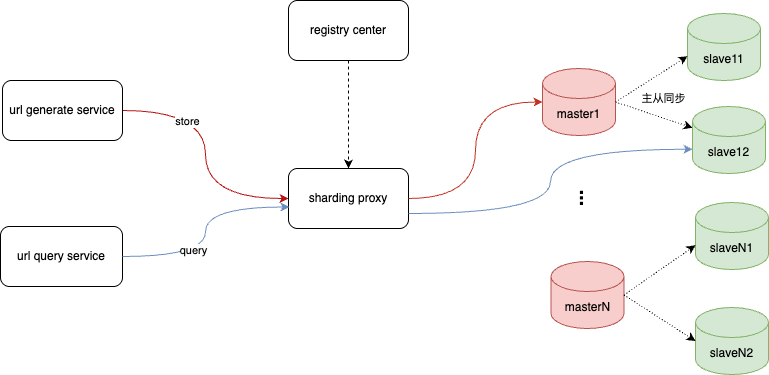 registry center
slave11
url generate service
store
master1
主从同步
slave12
sharding proxy
⋮
url query service
query
slaveN1
masterN
slaveN2